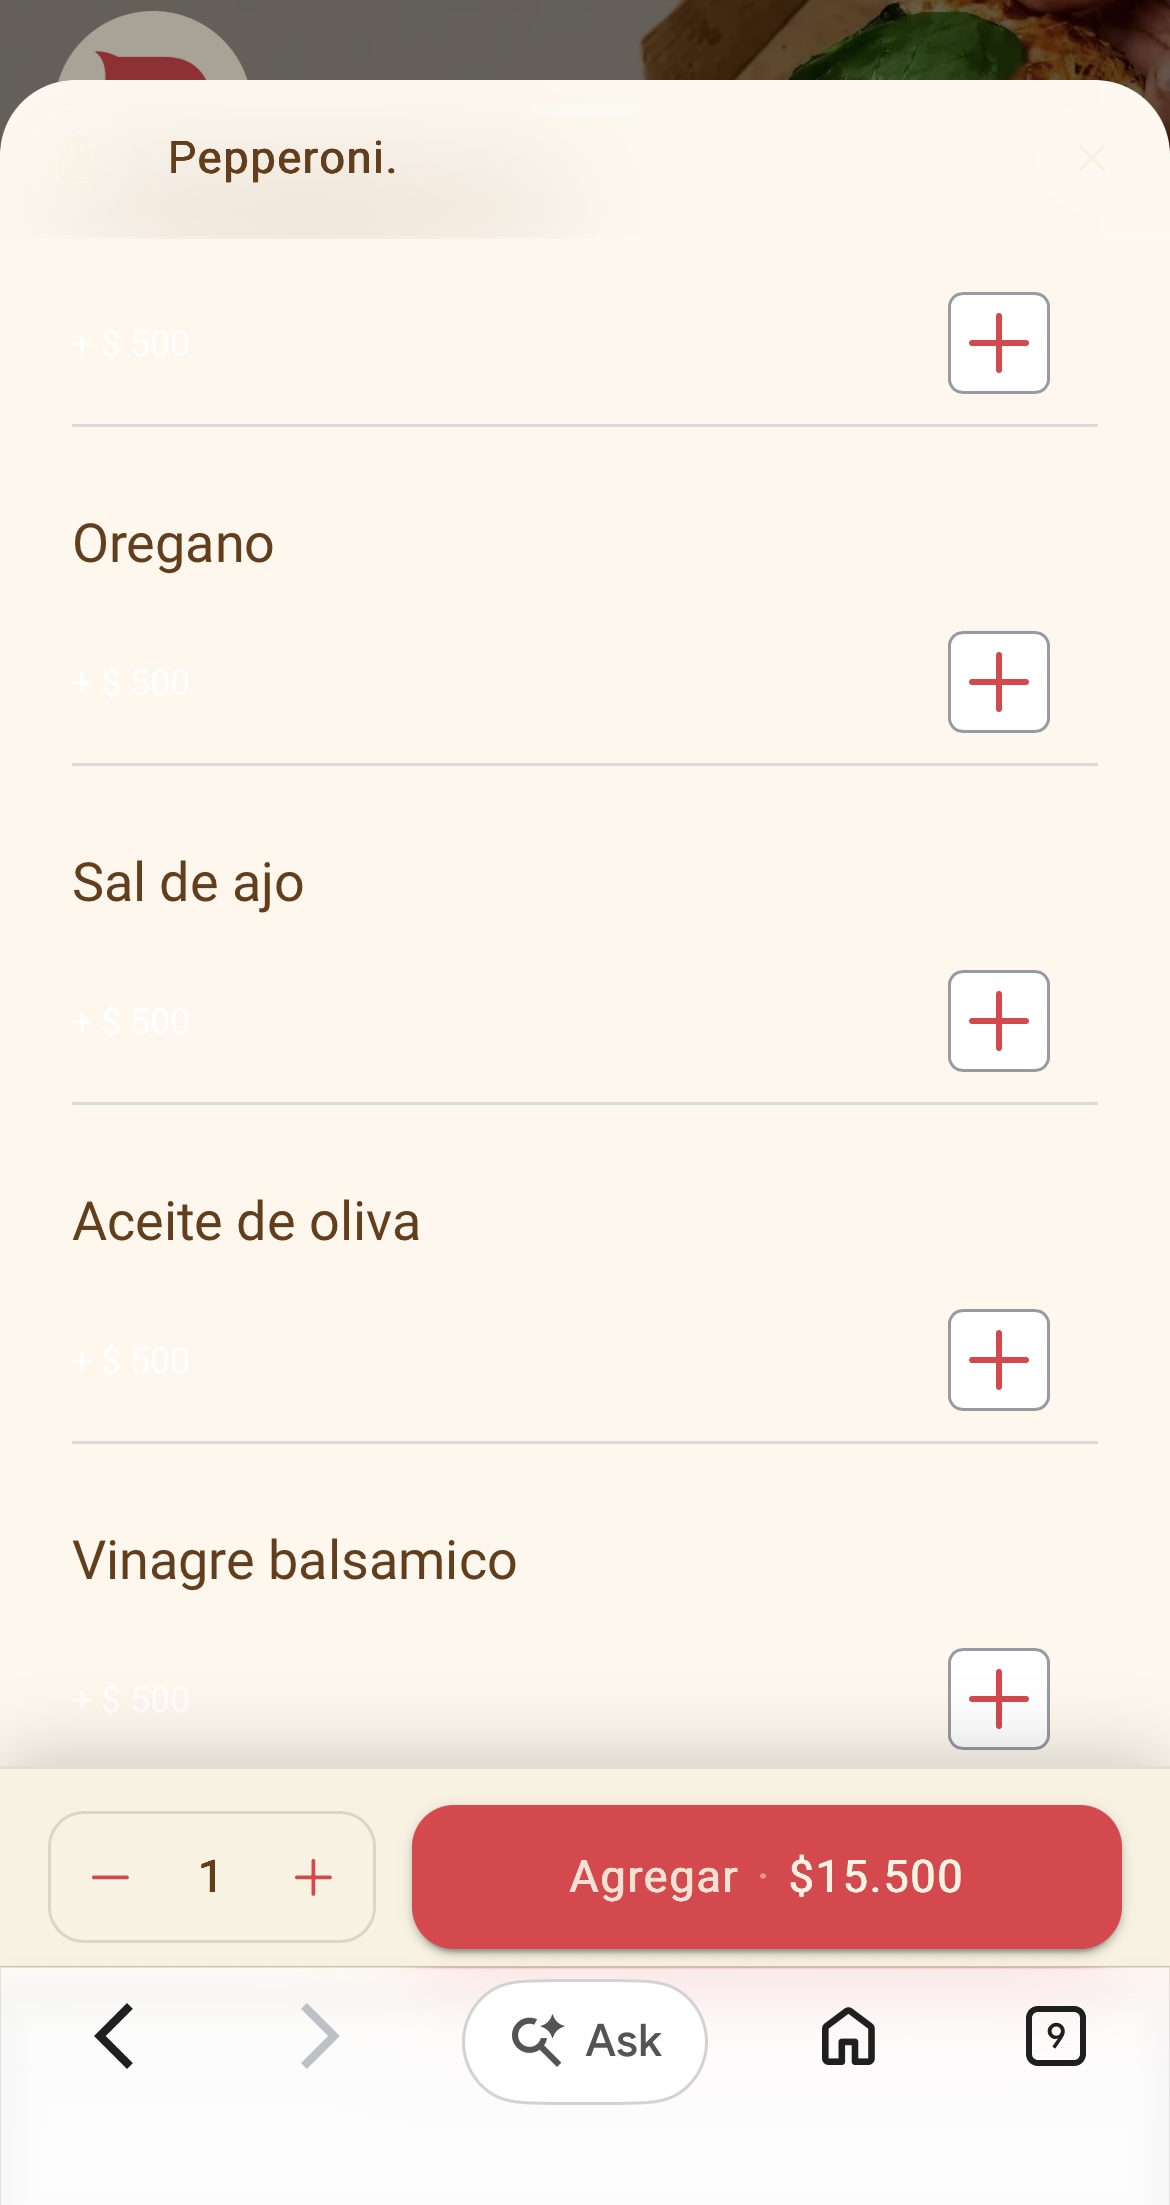 Pepperoni.
+ $ 500
Oregano
+ $ 500
Sal de ajo
+ $ 500
Aceite de oliva
+ $ 500
Vinagre balsamico
+ $ 500
1
Agregar · $15.500
Ask
9